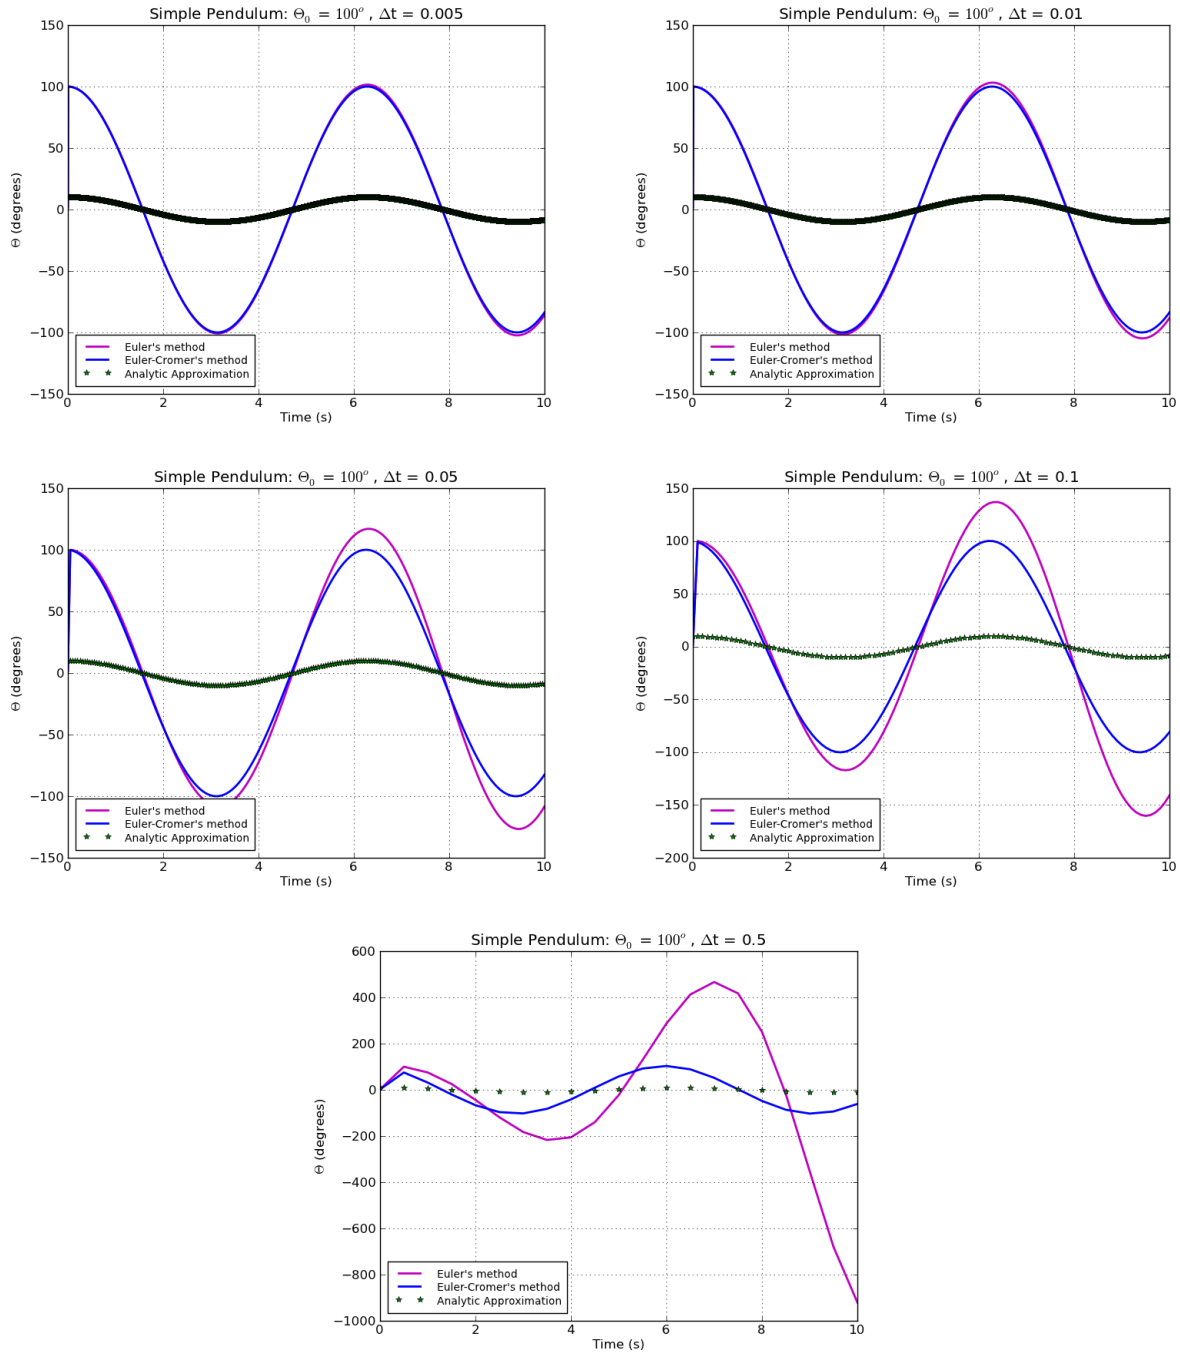 Simple Pendulum: Θ₀ = 100° , Δt = 0.005
150
100
50
0
−50
−100
−150
Θ (degrees)
Euler's method
Euler-Cromer's method
Analytic Approximation
0 2 4 6 8 10
Time (s)
Simple Pendulum: Θ₀ = 100° , Δt = 0.01
150
100
50
0
−50
−100
−150
Θ (degrees)
Euler's method
Euler-Cromer's method
Analytic Approximation
0 2 4 6 8 10
Time (s)
Simple Pendulum: Θ₀ = 100° , Δt = 0.05
150
100
50
0
−50
−100
−150
Θ (degrees)
Euler's method
Euler-Cromer's method
Analytic Approximation
0 2 4 6 8 10
Time (s)
Simple Pendulum: Θ₀ = 100° , Δt = 0.1
150
100
50
0
−50
−100
−150
−200
Θ (degrees)
Euler's method
Euler-Cromer's method
Analytic Approximation
0 2 4 6 8 10
Time (s)
Simple Pendulum: Θ₀ = 100° , Δt = 0.5
600
400
200
0
−200
−400
−600
−800
−1000
Θ (degrees)
Euler's method
Euler-Cromer's method
Analytic Approximation
0 2 4 6 8 10
Time (s)